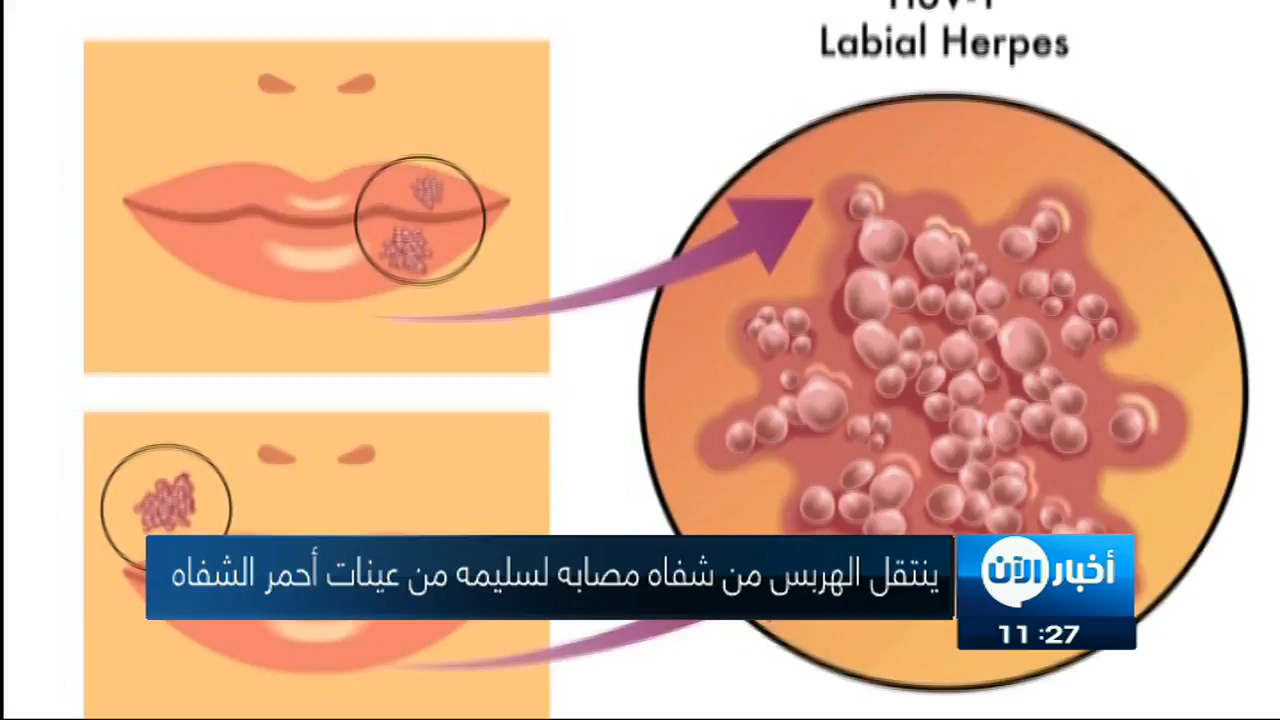 Labial Herpes
ينتقل الهربس من شفاه مصابه لسليمه من عينات أحمر الشفاه
أخبار الآن
11:27